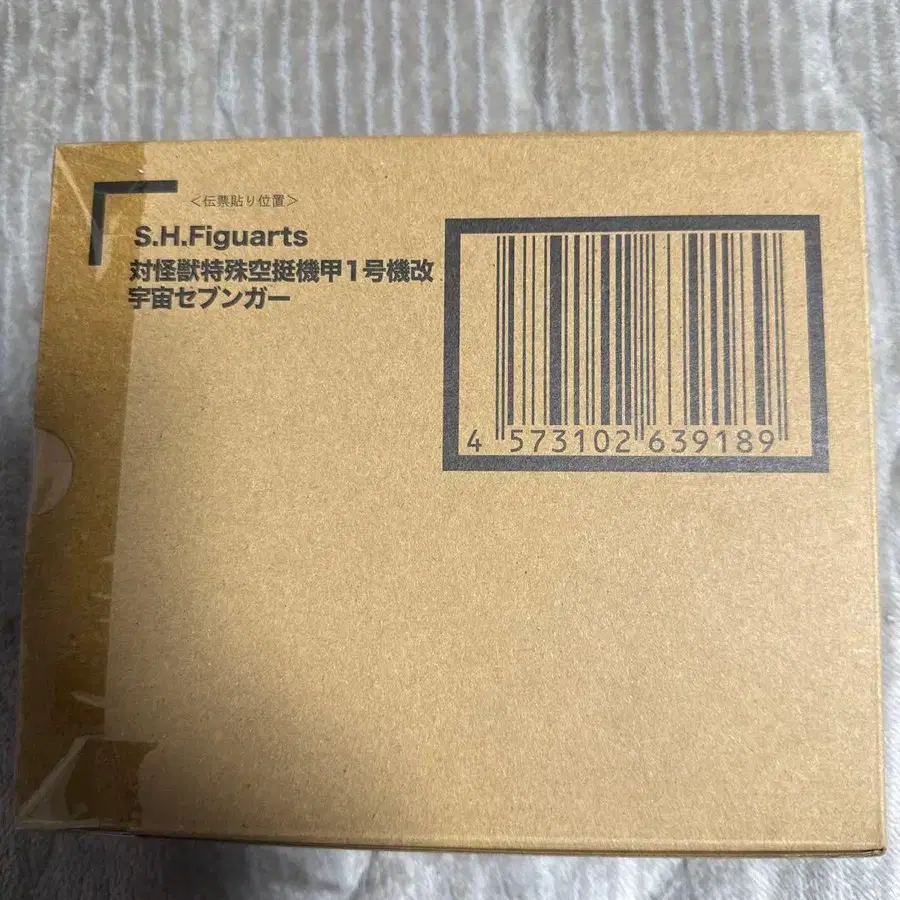 ＜伝票貼り位置＞
S.H.Figuarts
対怪獣特殊空挺機甲1号機改
宇宙セブンガー
4 573102 639189